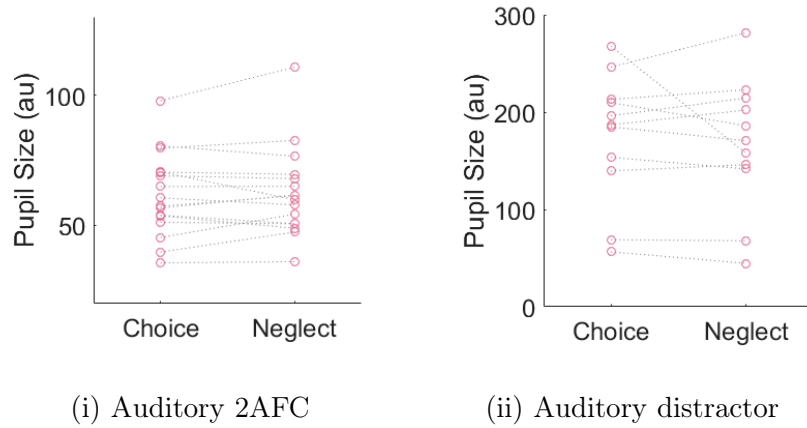 Pupil Size (au)
100
50
Choice Neglect
(i) Auditory 2AFC
Pupil Size (au)
300
200
100
0
Choice Neglect
(ii) Auditory distractor